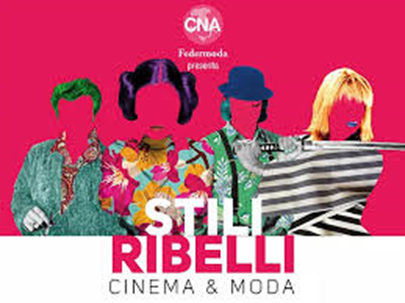 CNA
Federmoda
presenta
STILI
RIBELLI
CINEMA & MODA